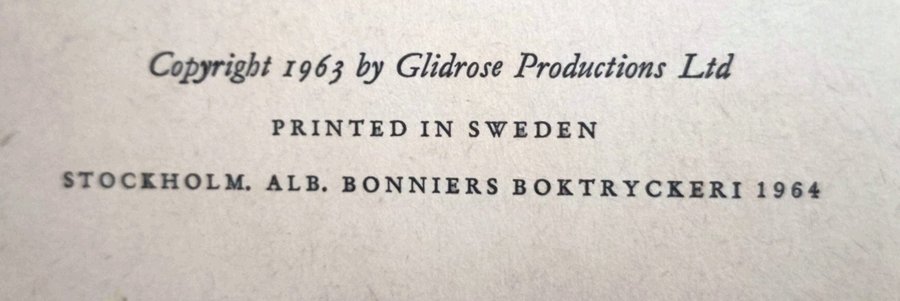 Copyright 1963 by Glidrose Productions Ltd
PRINTED IN SWEDEN
STOCKHOLM. ALB. BONNIERS BOKTRYCKERI 1964